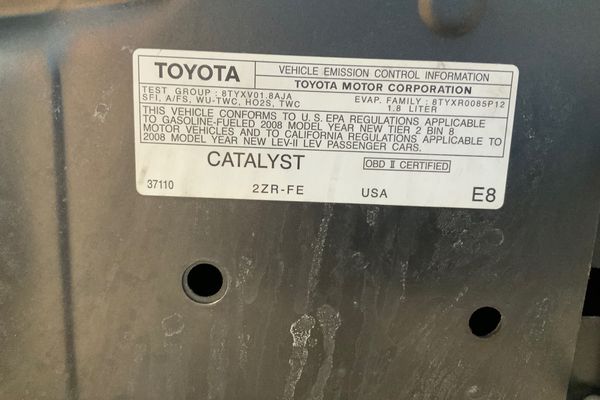 TOYOTA
VEHICLE EMISSION CONTROL INFORMATION
TOYOTA MOTOR CORPORATION
TEST GROUP : 8TYXV01.8AJA
EVAP. FAMILY : 8TYXR0085P12
SFI, A/FS, WU-TWC, HO2S, TWC
1.8 LITER
THIS VEHICLE CONFORMS TO U.S. EPA REGULATIONS APPLICABLE
TO GASOLINE-FUELED 2008 MODEL YEAR NEW TIER 2 BIN 8
MOTOR VEHICLES AND TO CALIFORNIA REGULATIONS APPLICABLE TO
2008 MODEL YEAR NEW LEV-II LEV PASSENGER CARS.
CATALYST
OBD II CERTIFIED
37110
2ZR-FE
USA
E8